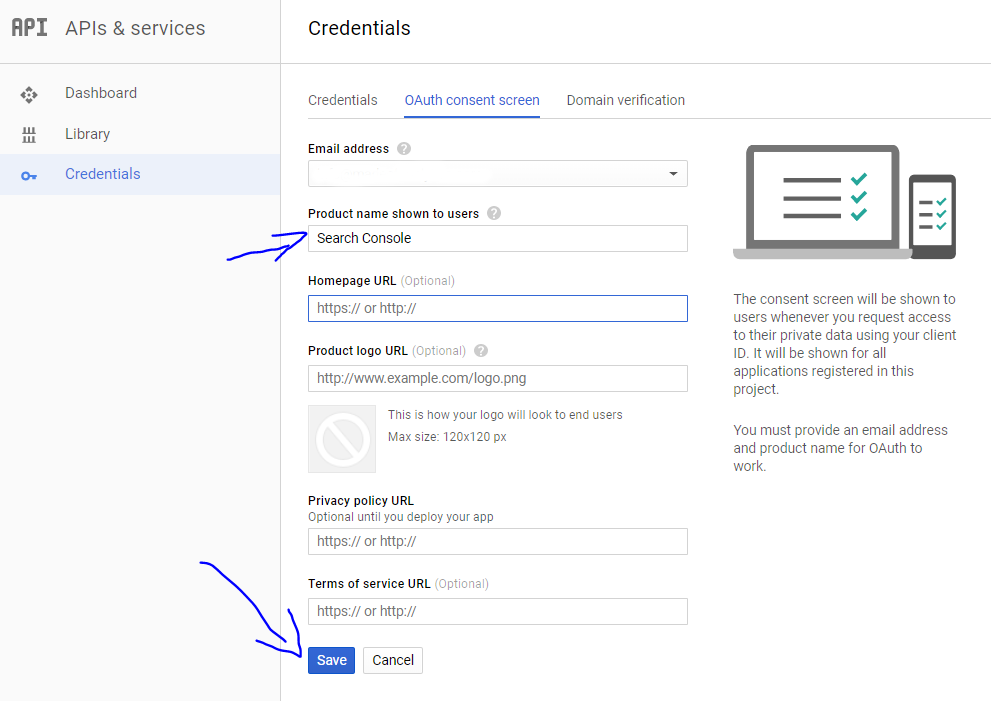 API APIs & services
Credentials
Dashboard
Library
Credentials
Credentials OAuth consent screen Domain verification
Email address ?
Product name shown to users ?
Search Console
Homepage URL (Optional)
https:// or http://
Product logo URL (Optional) ?
http://www.example.com/logo.png
This is how your logo will look to end users
Max size: 120x120 px
Privacy policy URL
Optional until you deploy your app
https:// or http://
Terms of service URL (Optional)
https:// or http://
Save Cancel
The consent screen will be shown to
users whenever you request access
to their private data using your client
ID. It will be shown for all
applications registered in this
project.
You must provide an email address
and product name for OAuth to
work.